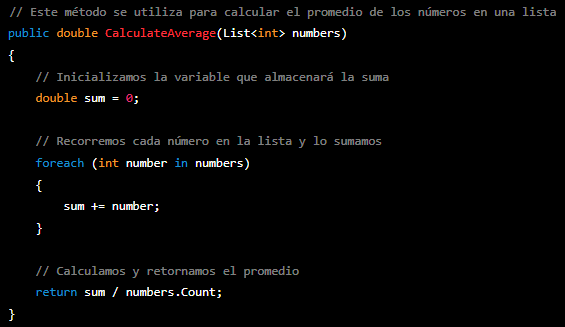 // Este método se utiliza para calcular el promedio de los números en una lista
public double CalculateAverage(List<int> numbers)
{
    // Inicializamos la variable que almacenará la suma
    double sum = 0;

    // Recorremos cada número en la lista y lo sumamos
    foreach (int number in numbers)
    {
        sum += number;
    }

    // Calculamos y retornamos el promedio
    return sum / numbers.Count;
}